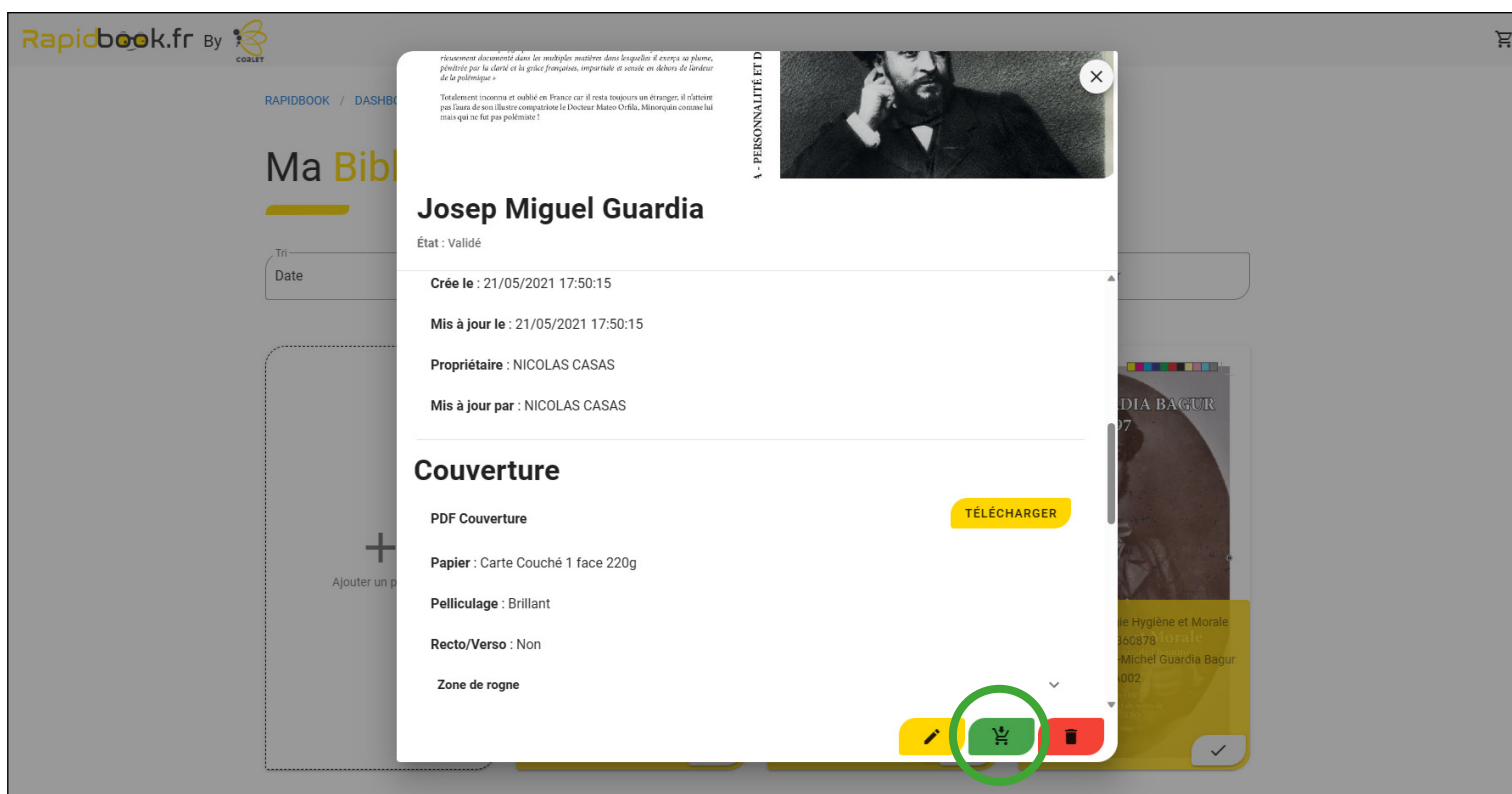 Rapidbook.fr By
CORLET
RAPIDBOOK / DASHBO
Ma Bibl
Tri
Date
Ajouter un p
rieusement documenté dans les multiples matières dans lesquelles il exerça sa plume,
pénétrée par la clarté et la grâce françaises, impartiale et sensée en dehors de l'ardeur
de la polémique »
Totalement inconnu et oublié en France car il resta toujours un étranger, il n'atteint
pas l'aura de son illustre compatriote le Docteur Mateo Orfila, Minorquin comme lui
mais qui ne fut pas polémiste !
A - PERSONNALITÉ ET D
Josep Miguel Guardia
État : Validé
Crée le : 21/05/2021 17:50:15
Mis à jour le : 21/05/2021 17:50:15
Propriétaire : NICOLAS CASAS
Mis à jour par : NICOLAS CASAS
Couverture
PDF Couverture
TÉLÉCHARGER
Papier : Carte Couché 1 face 220g
Pelliculage : Brillant
Recto/Verso : Non
Zone de rogne
DIA BAGUR
97
ie Hygiène et Morale
360878
-Michel Guardia Bagur
002